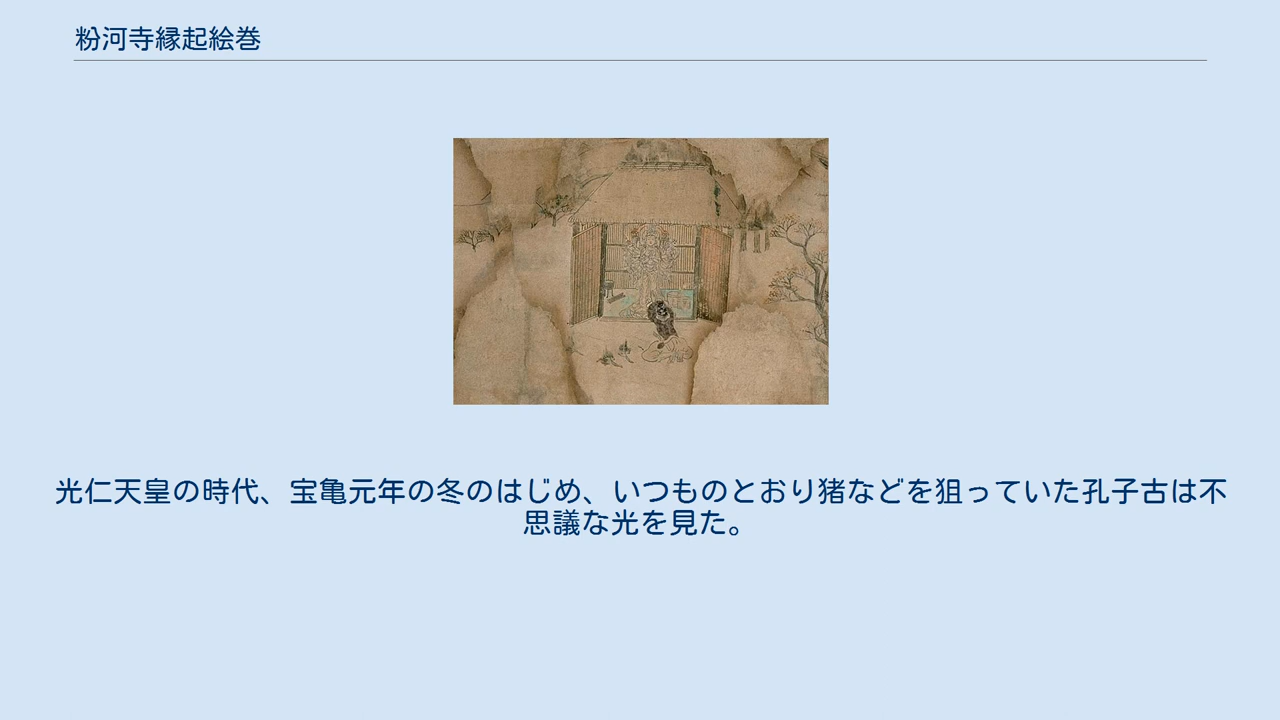 粉河寺縁起絵巻
光仁天皇の時代、宝亀元年の冬のはじめ、いつものとおり猪などを狙っていた孔子古は不
思議な光を見た。